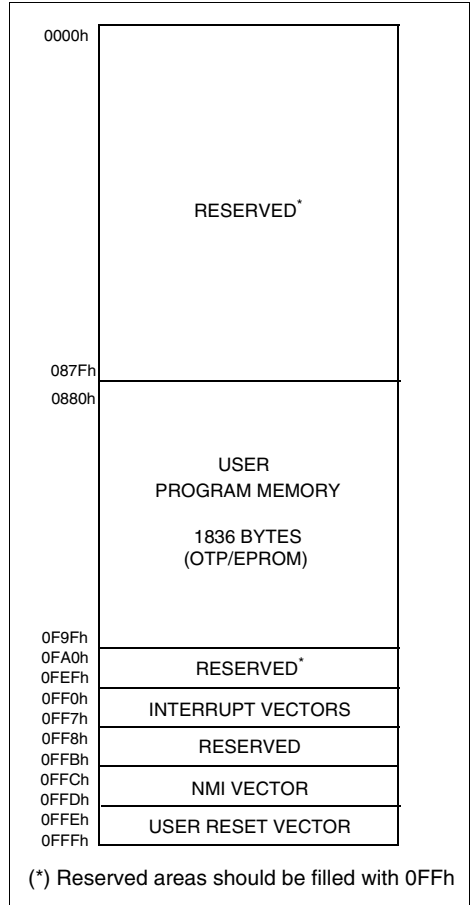 0000h
RESERVED*
087Fh
0880h
USER
PROGRAM MEMORY
1836 BYTES
(OTP/EPROM)
0F9Fh
0FA0h
RESERVED*
0FEFh
0FF0h
INTERRUPT VECTORS
0FF7h
0FF8h
RESERVED
0FFBh
0FFCh
NMI VECTOR
0FFDh
0FFEh
USER RESET VECTOR
0FFFh
(*) Reserved areas should be filled with 0FFh